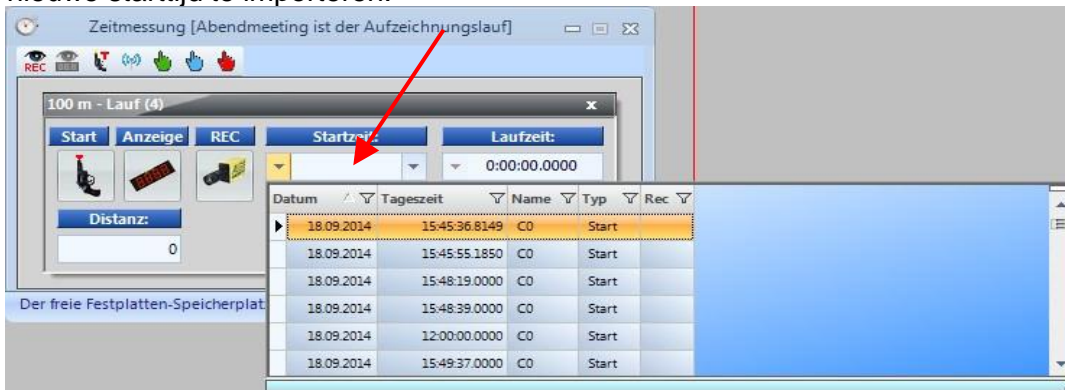 Zeitmessung [Abendmeeting ist der Aufzeichnungslauf]
REC
100 m - Lauf (4)
Start Anzeige REC Startzeit: Laufzeit:
0:00:00.0000
Distanz:
0
Datum Tageszeit Name Typ Rec
18.09.2014 15:45:36.8149 C0 Start
18.09.2014 15:45:55.1850 C0 Start
18.09.2014 15:48:19.0000 C0 Start
18.09.2014 15:48:39.0000 C0 Start
18.09.2014 12:00:00.0000 C0 Start
18.09.2014 15:49:37.0000 C0 Start
Der freie Festplatten-Speicherplat